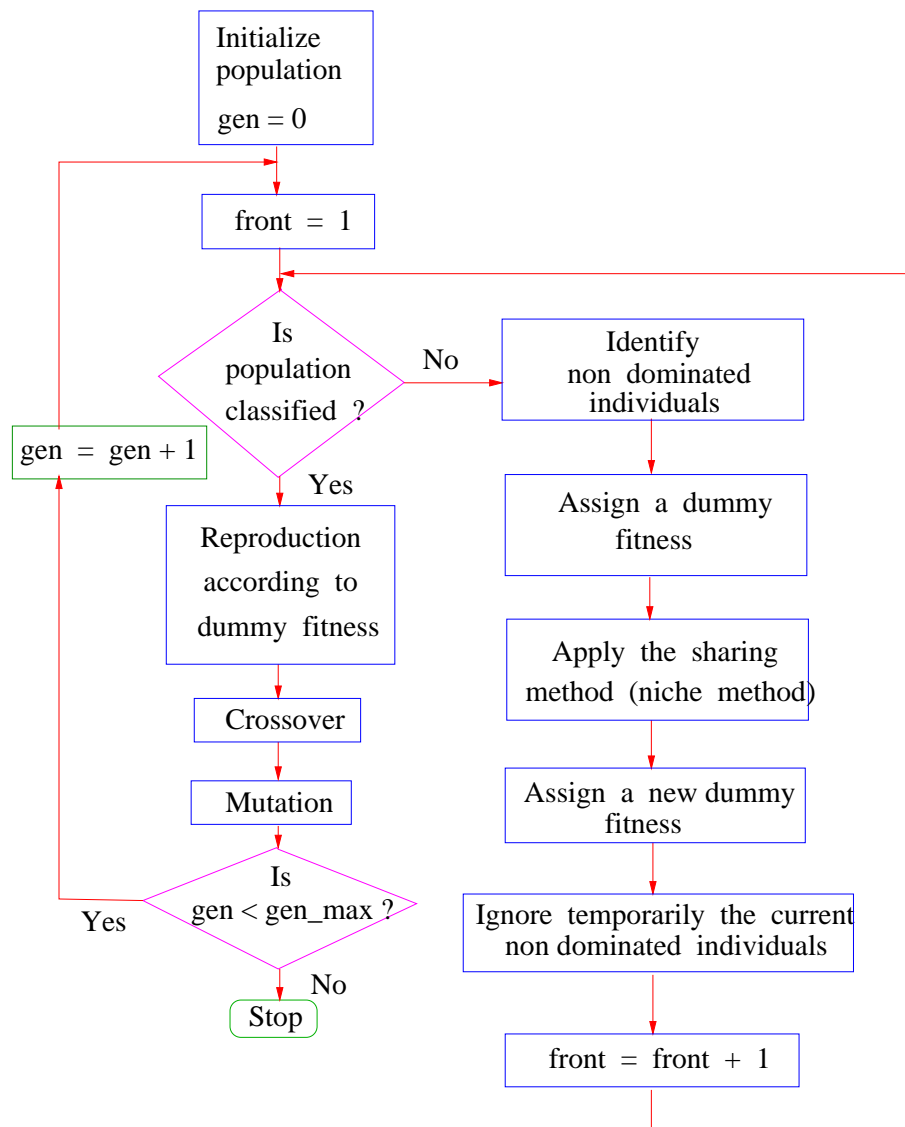 Initialize
population
gen = 0
front = 1
Is
population
classified ?
No
Yes
Identify
non dominated
individuals
gen = gen + 1
Assign a dummy
fitness
Reproduction
according to
dummy fitness
Apply the sharing
method (niche method)
Crossover
Assign a new dummy
fitness
Mutation
Is
gen < gen_max ?
Yes
No
Ignore temporarily the current
non dominated individuals
Stop
front = front + 1